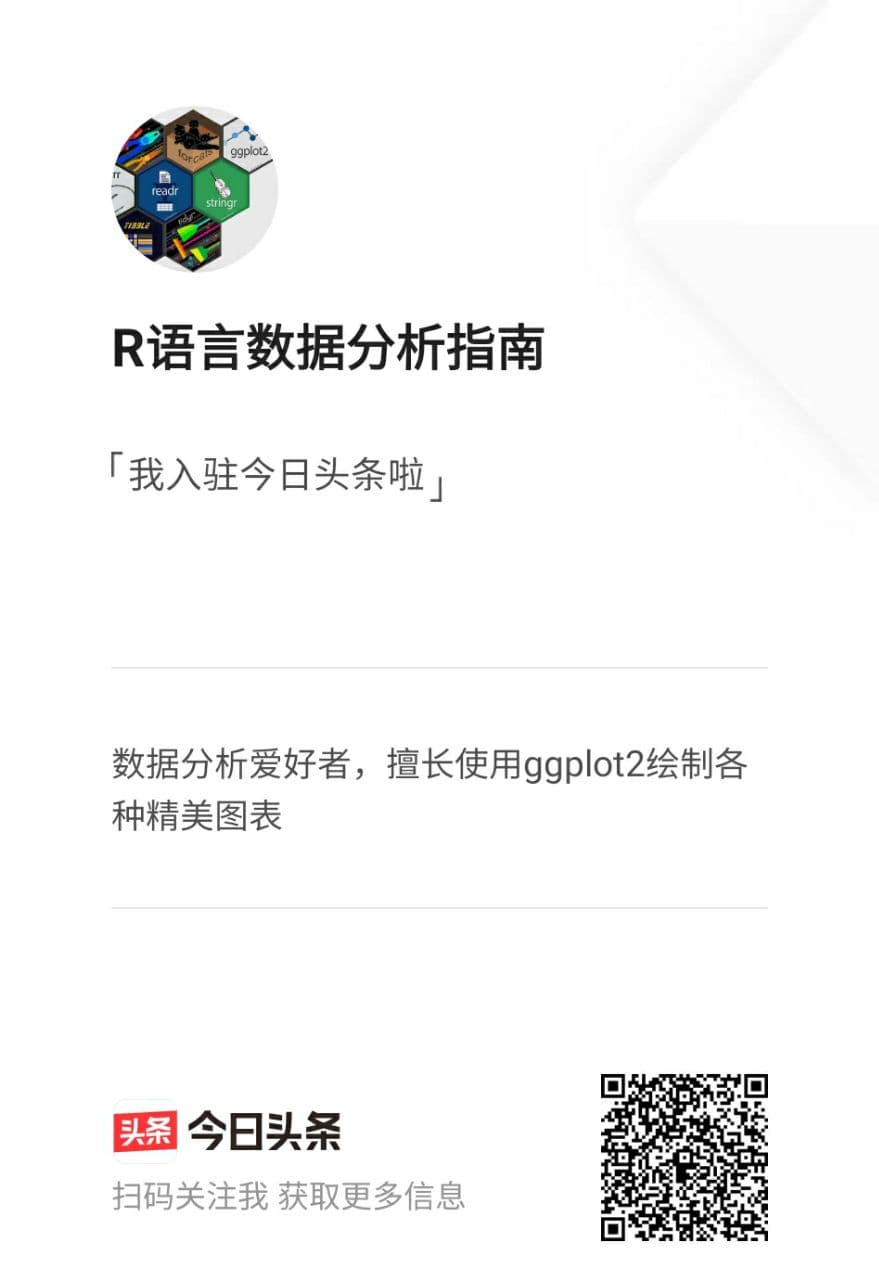 forcats
ggplot2
rr
readr
stringr
TIBBLE
tidyr
R语言数据分析指南
「我入驻今日头条啦」
数据分析爱好者，擅长使用ggplot2绘制各
种精美图表
头条 今日头条
扫码关注我 获取更多信息